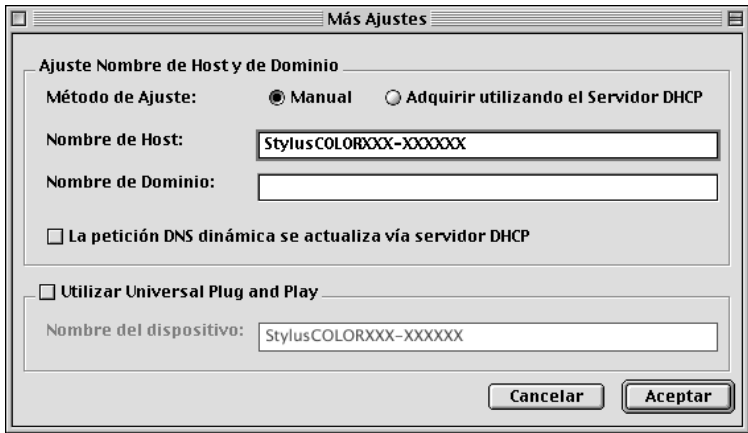 Más Ajustes
Ajuste Nombre de Host y de Dominio
Método de Ajuste: Manual Adquirir utilizando el Servidor DHCP
Nombre de Host: StylusCOLORXXX-XXXXXX
Nombre de Dominio:
La petición DNS dinámica se actualiza vía servidor DHCP
Utilizar Universal Plug and Play
Nombre del dispositivo: StylusCOLORXXX-XXXXXX
Cancelar Aceptar